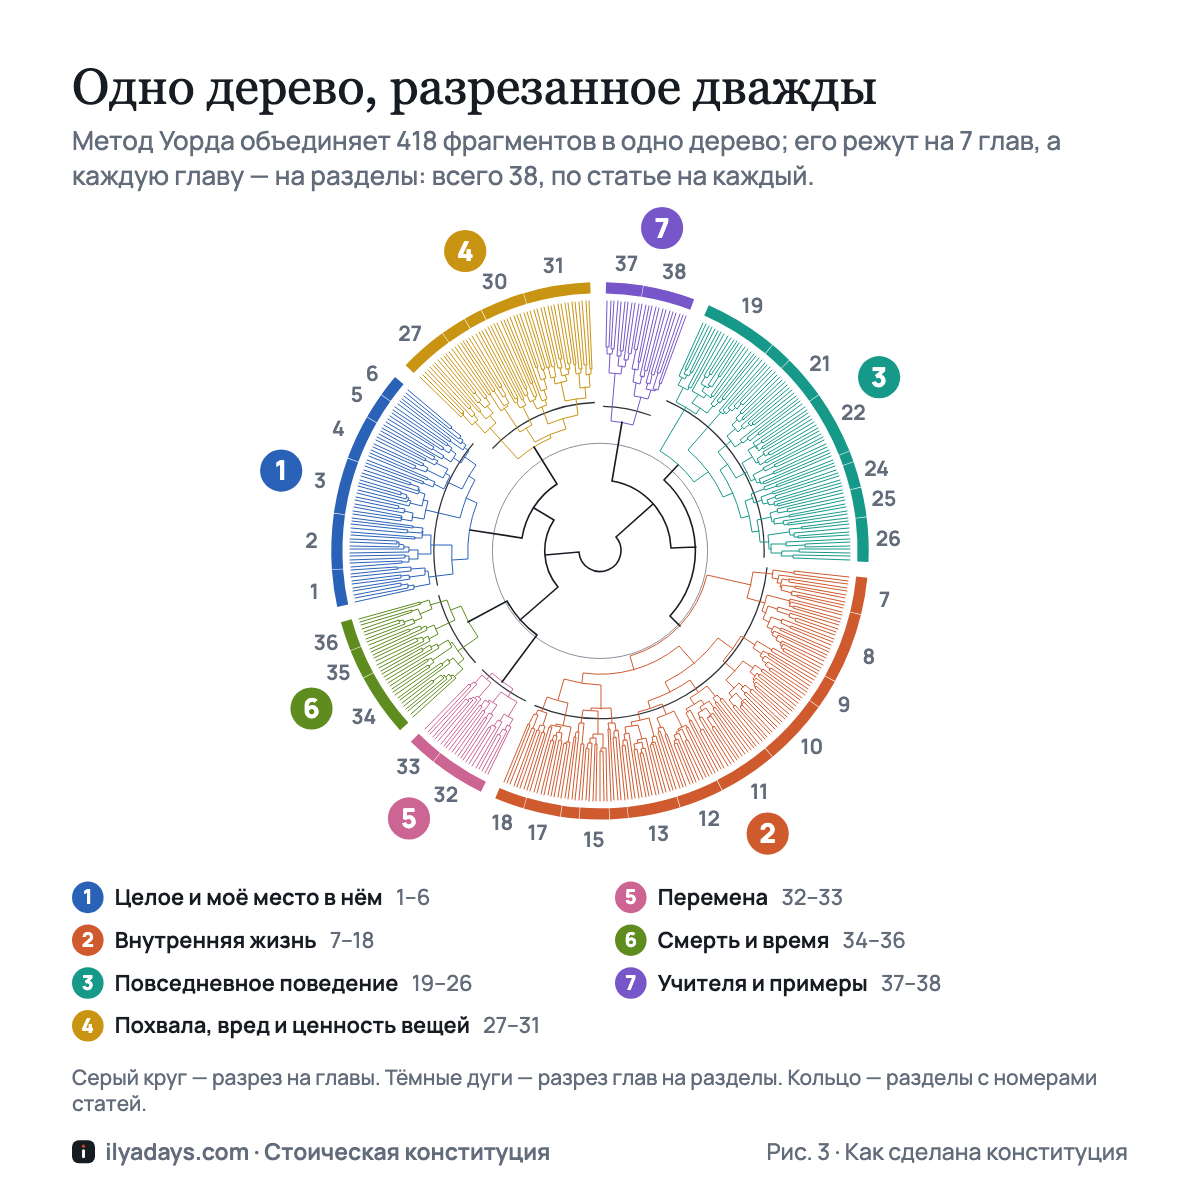 Одно дерево, разрезанное дважды
Метод Уорда объединяет 418 фрагментов в одно дерево; его режут на 7 глав, а
каждую главу — на разделы: всего 38, по статье на каждый.
7
4
37
38
31
30
19
27
21
3
6
5
22
4
1
3
24
25
2
26
1
7
36
8
35
6
34
9
10
33
32
11
5
18
17
15
13
12
2
1 Целое и моё место в нём 1–6
2 Внутренняя жизнь 7–18
3 Повседневное поведение 19–26
4 Похвала, вред и ценность вещей 27–31
5 Перемена 32–33
6 Смерть и время 34–36
7 Учителя и примеры 37–38
Серый круг — разрез на главы. Тёмные дуги — разрез глав на разделы. Кольцо — разделы с номерами
статей.
i ilyadays.com · Стоическая конституция
Рис. 3 · Как сделана конституция